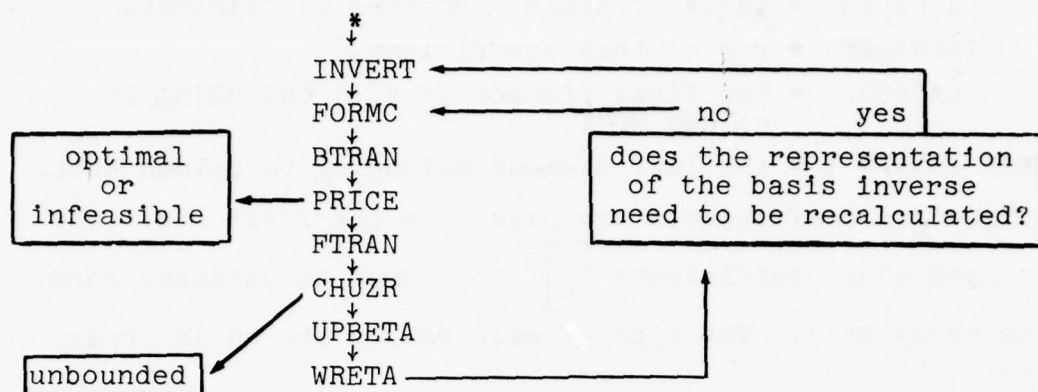 *
INVERT
FORMC
no yes
BTRAN
PRICE
FTRAN
CHUZR
UPBETA
WRETA
optimal
or
infeasible
does the representation
of the basis inverse
need to be recalculated?
unbounded